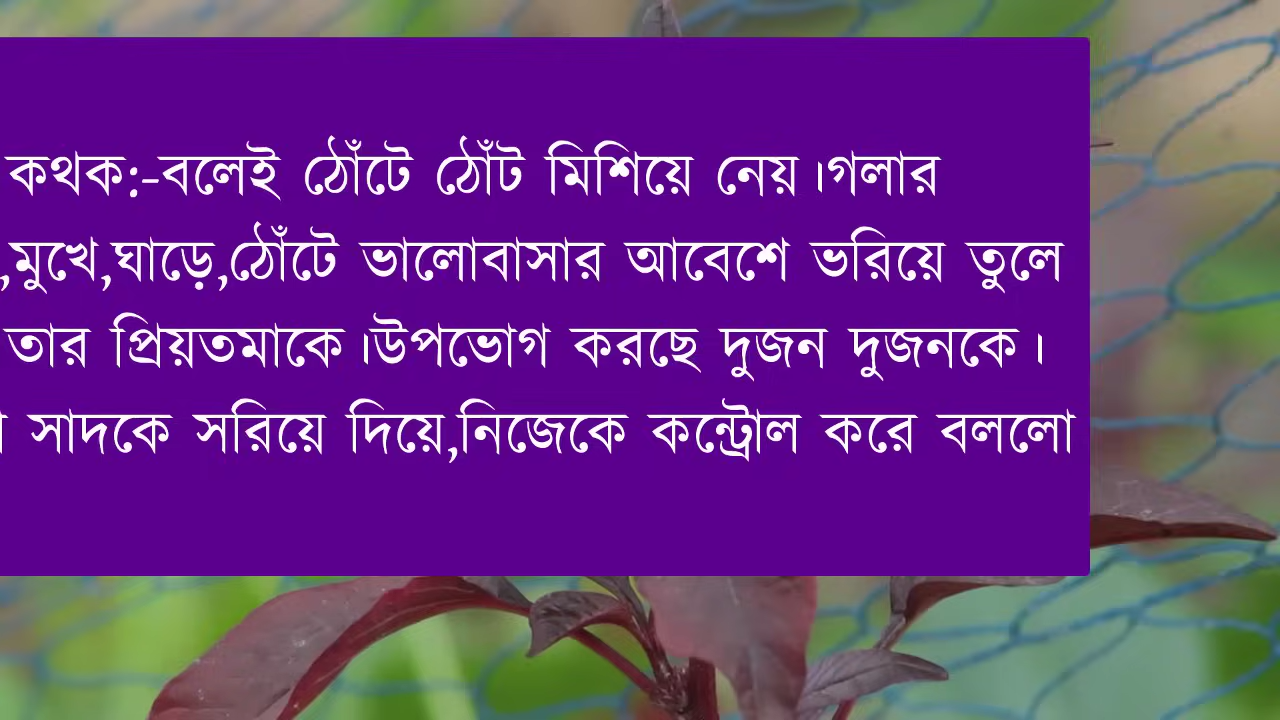 কথক:-বলেই ঠোঁটে ঠোঁট মিশিয়ে নেয়।গলার
,মুখে,ঘাড়ে,ঠোঁটে ভালোবাসার আবেশে ভরিয়ে তুলে
তার প্রিয়তমাকে।উপভোগ করছে দুজন দুজনকে।
সাদকে সরিয়ে দিয়ে,নিজেকে কন্ট্রোল করে বললো